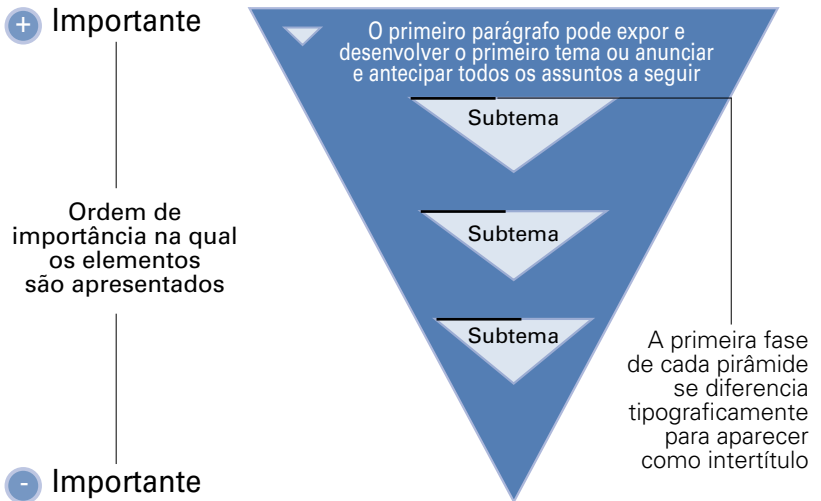 + Importante
O primeiro parágrafo pode expor e
desenvolver o primeiro tema ou anunciar
e antecipar todos os assuntos a seguir
Subtema
Ordem de
importância na qual
os elementos
são apresentados
Subtema
Subtema
A primeira fase
de cada pirâmide
se diferencia
tipograficamente
para aparecer
como intertítulo
- Importante